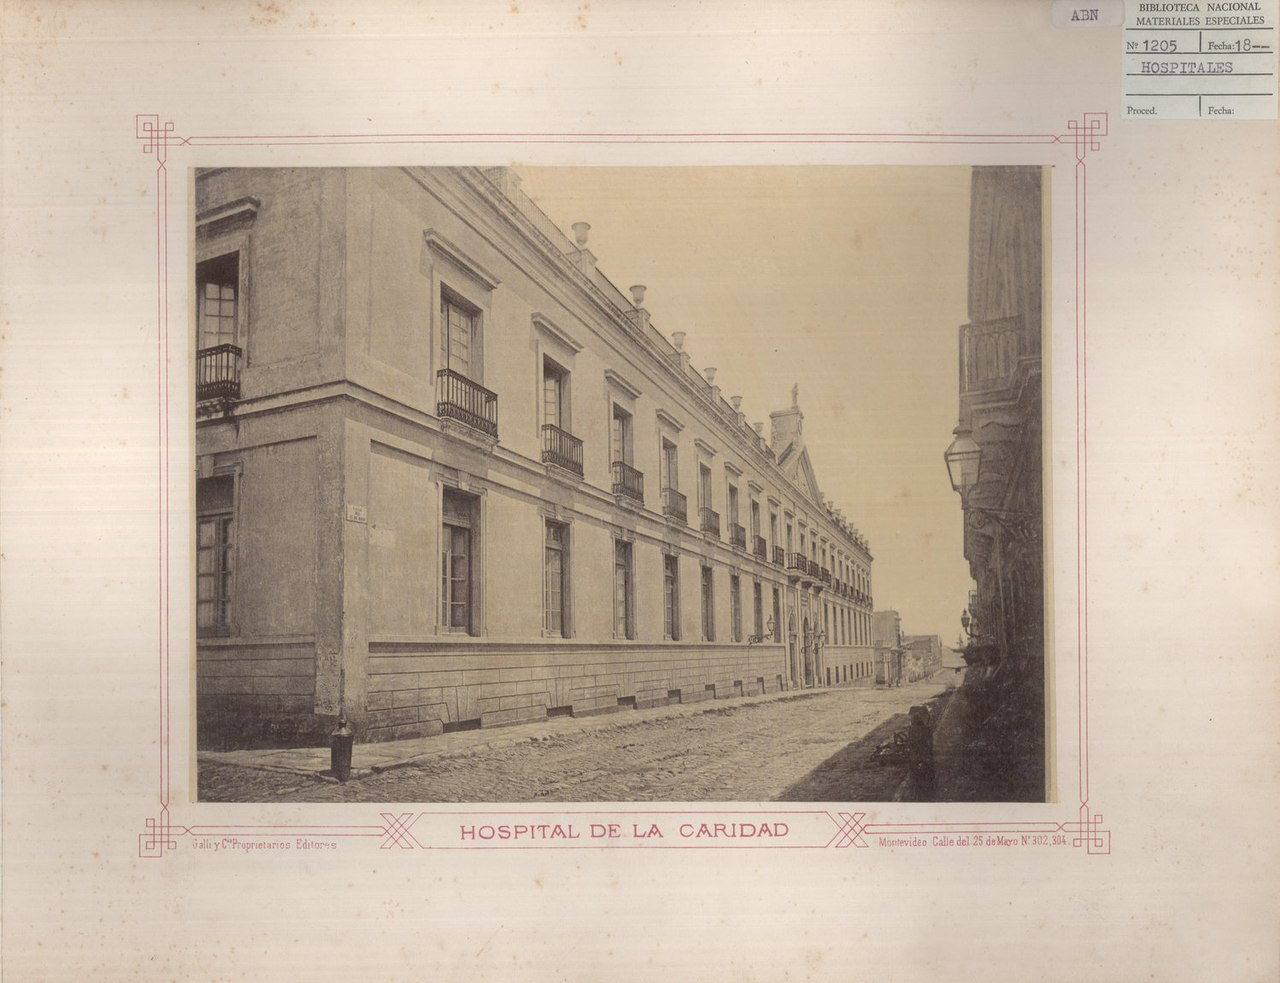 ABN
BIBLIOTECA NACIONAL
MATERIALES ESPECIALES
Nº 1205 Fecha: 18--
HOSPITALES
Proced. Fecha:
HOSPITAL DE LA CARIDAD
Galli y Cª Proprietarios Editores
Montevideo Calle del 25 de Mayo Nº 302, 304.